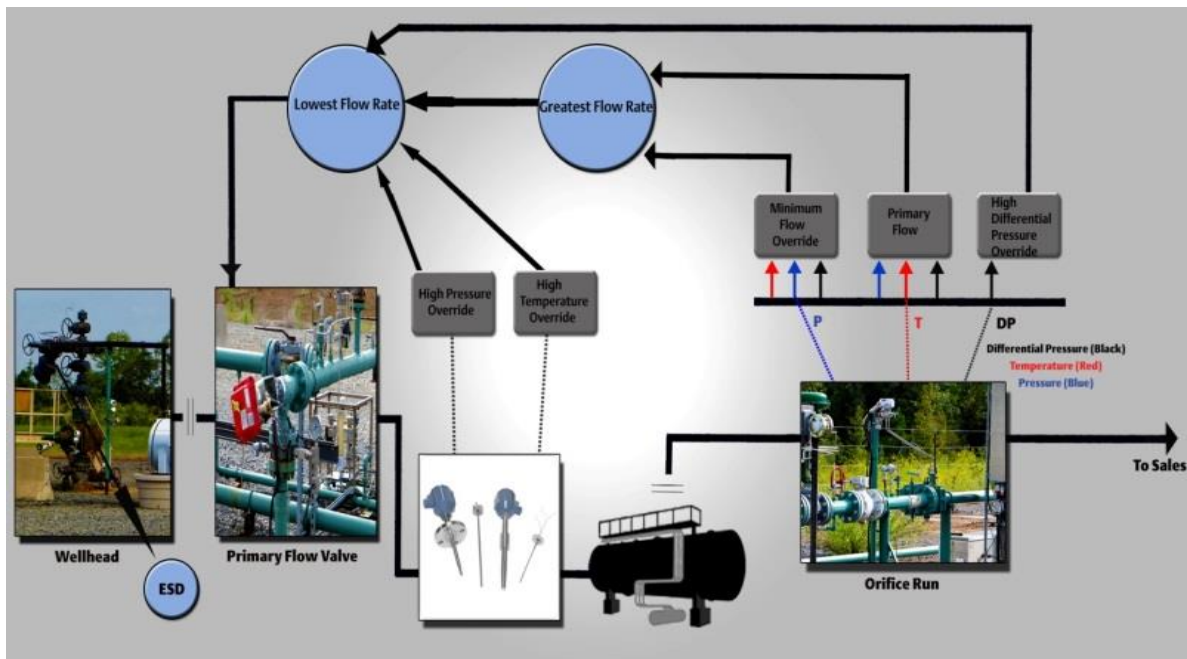 Lowest Flow Rate
Greatest Flow Rate
Minimum
Flow
Override
Primary
Flow
High
Differential
Pressure
Override
High Pressure
Override
High
Temperature
Override
P
T
DP
Differential Pressure (Black)
Temperature (Red)
Pressure (Blue)
To Sales
Wellhead
Primary Flow Valve
Orifice Run
ESD